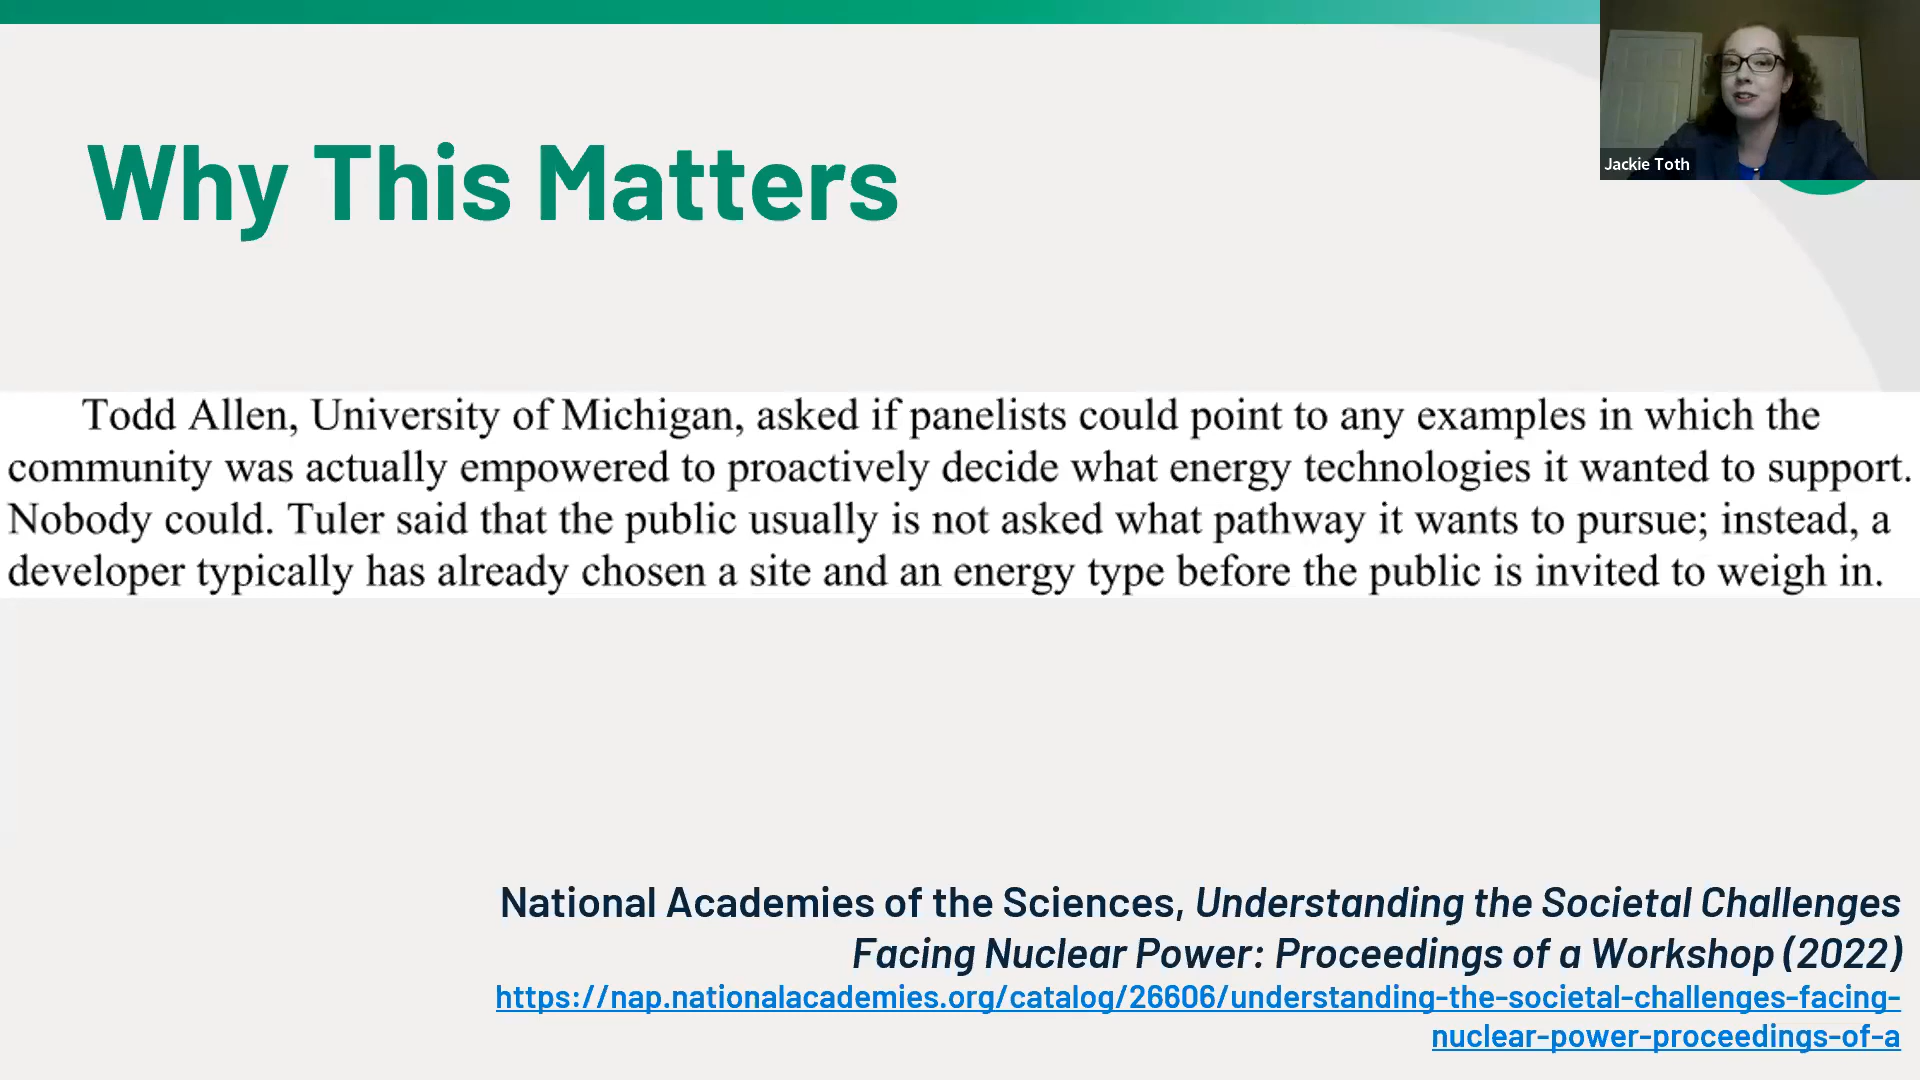 Jackie Toth
Why This Matters
Todd Allen, University of Michigan, asked if panelists could point to any examples in which the
community was actually empowered to proactively decide what energy technologies it wanted to support.
Nobody could. Tuler said that the public usually is not asked what pathway it wants to pursue; instead, a
developer typically has already chosen a site and an energy type before the public is invited to weigh in.
National Academies of the Sciences, Understanding the Societal Challenges
Facing Nuclear Power: Proceedings of a Workshop (2022)
https://nap.nationalacademies.org/catalog/26606/understanding-the-societal-challenges-facing-
nuclear-power-proceedings-of-a